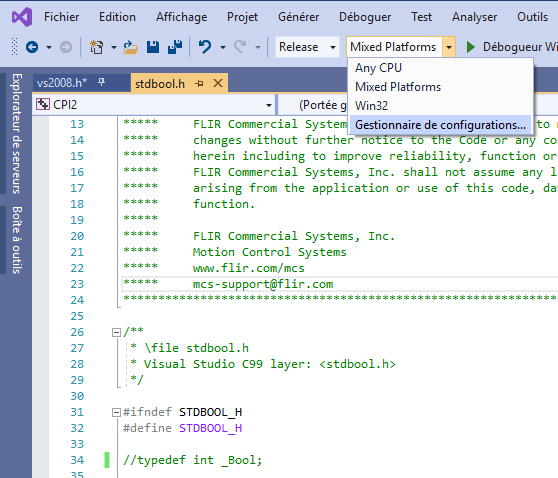 Fichier Edition Affichage Projet Générer Déboguer Test Analyser Outils
Release Mixed Platforms Débogueur Wi
Any CPU
Mixed Platforms
Win32
Gestionnaire de configurations...
Explorateur de serveurs
Boîte à outils
vs2008.h* stdbool.h
CPI2 (Portée g
13 ***** FLIR Commercial System to m
14 ***** changes without further notice to the Code or any co
15 ***** herein including to improve reliability, function or
16 ***** FLIR Commercial Systems, Inc. shall not assume any l
17 ***** arising from the application or use of this code, da
18 ***** function.
19 *****
20 ***** FLIR Commercial Systems, Inc.
21 ***** Motion Control Systems
22 ***** www.flir.com/mcs
23 ***** mcs-support@flir.com
24 ******************************************************************
25
26 /**
27 * \file stdbool.h
28 * Visual Studio C99 layer: <stdbool.h>
29 */
30
31 #ifndef STDBOOL_H
32 #define STDBOOL_H
33
34 //typedef int _Bool;
35